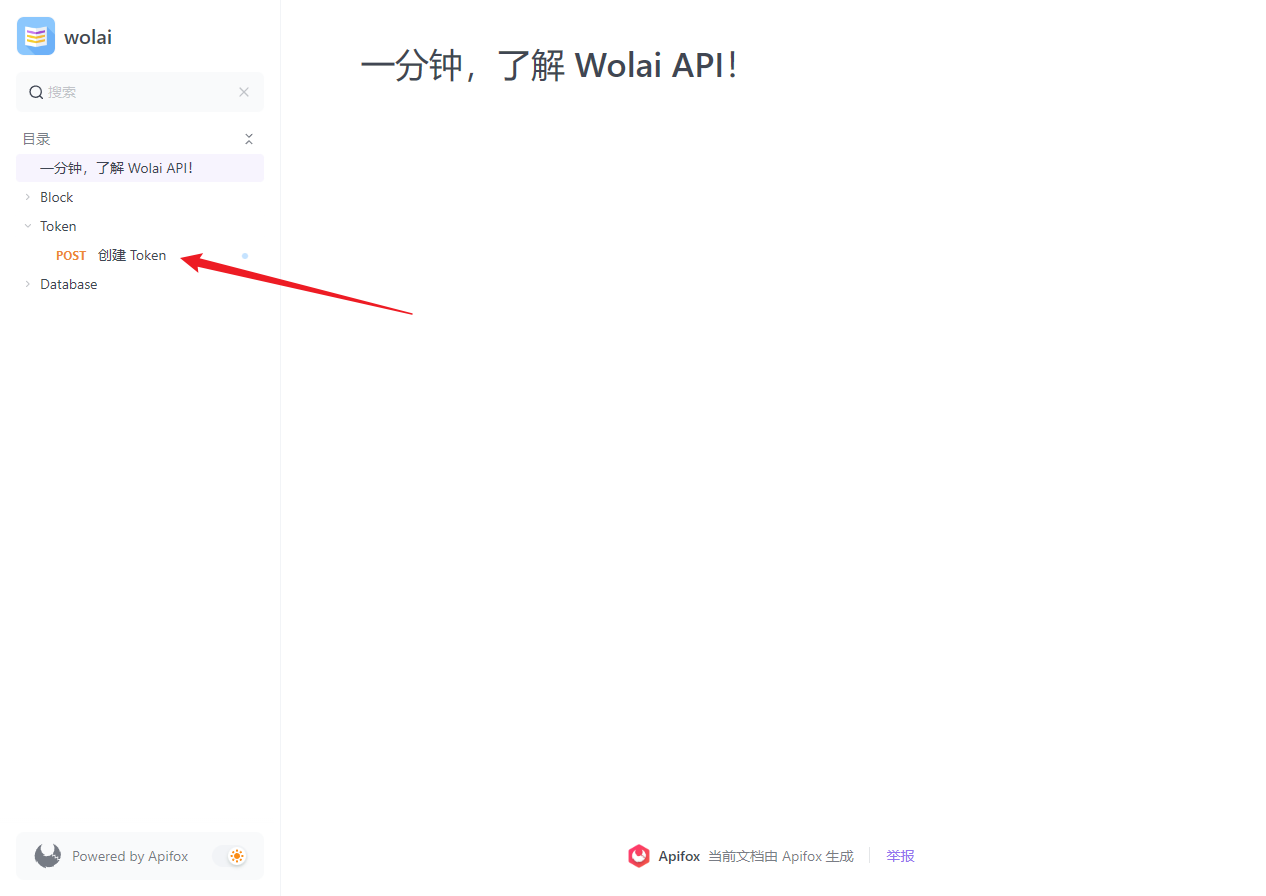 wolai
搜索
目录
一分钟，了解 Wolai API！
Block
Token
POST 创建 Token
Database
Powered by Apifox
一分钟，了解 Wolai API！
Apifox 当前文档由 Apifox 生成 举报